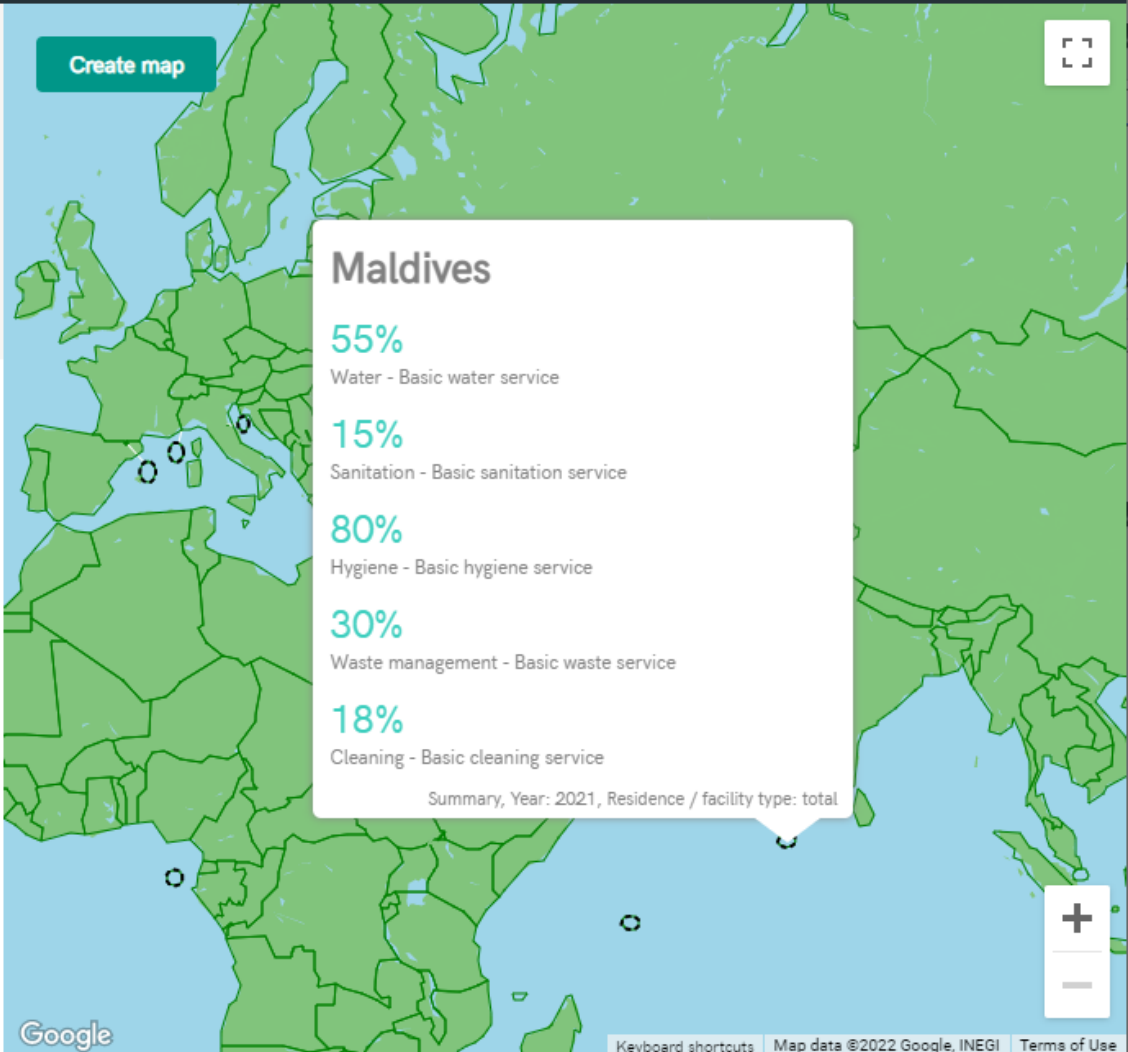 Create map
Maldives
55%
Water - Basic water service
15%
Sanitation - Basic sanitation service
80%
Hygiene - Basic hygiene service
30%
Waste management - Basic waste service
18%
Cleaning - Basic cleaning service
Summary, Year: 2021, Residence / facility type: total
Google
Keyboard shortcuts
Map data ©2022 Google, INEGI
Terms of Use